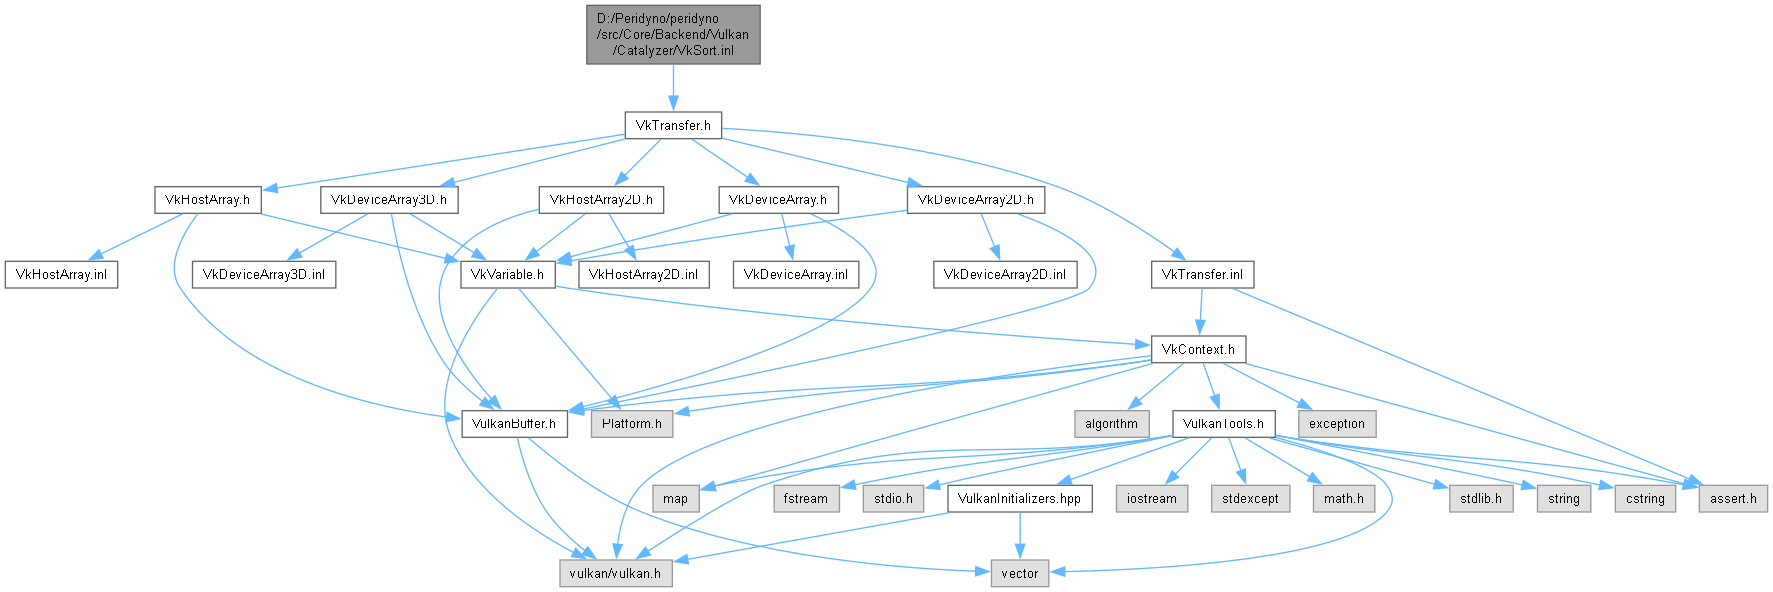 D:/Peridyno/peridyno
/src/Core/Backend/Vulkan
/Catalyzer/VkSort.inl
VkTransfer.h
VkHostArray.h
VkDeviceArray3D.h
VkHostArray2D.h
VkDeviceArray.h
VkDeviceArray2D.h
VkHostArray.inl
VkDeviceArray3D.inl
VkVariable.h
VkHostArray2D.inl
VkDeviceArray.inl
VkDeviceArray2D.inl
VkTransfer.inl
VkContext.h
VulkanBuffer.h
Platform.h
algorithm
VulkanTools.h
exception
map
fstream
stdio.h
VulkanInitializers.hpp
iostream
stdexcept
math.h
stdlib.h
string
cstring
assert.h
vulkan/vulkan.h
vector